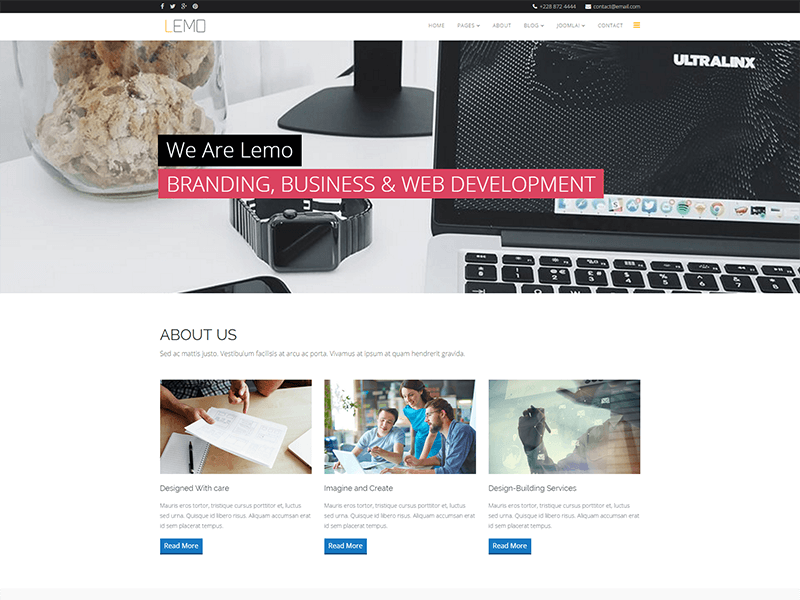 +228 872 4444 contact@email.com
LEMO
HOME PAGES ABOUT BLOG JOOMLA! CONTACT
ULTRALINX
We Are Lemo
BRANDING, BUSINESS & WEB DEVELOPMENT
ABOUT US
Sed ac mattis justo. Vestibulum facilisis at arcu ac porta. Vivamus at ipsum at quam hendrerit gravida.
Designed With care
Mauris eros tortor, tristique cursus porttitor et, luctus
sed urna. Quisque id libero risus. Aliquam accumsan erat
id sem placerat tempus.
Read More
Imagine and Create
Mauris eros tortor, tristique cursus porttitor et, luctus
sed urna. Quisque id libero risus. Aliquam accumsan erat
id sem placerat tempus.
Read More
Design-Building Services
Mauris eros tortor, tristique cursus porttitor et, luctus
sed urna. Quisque id libero risus. Aliquam accumsan erat
id sem placerat tempus.
Read More